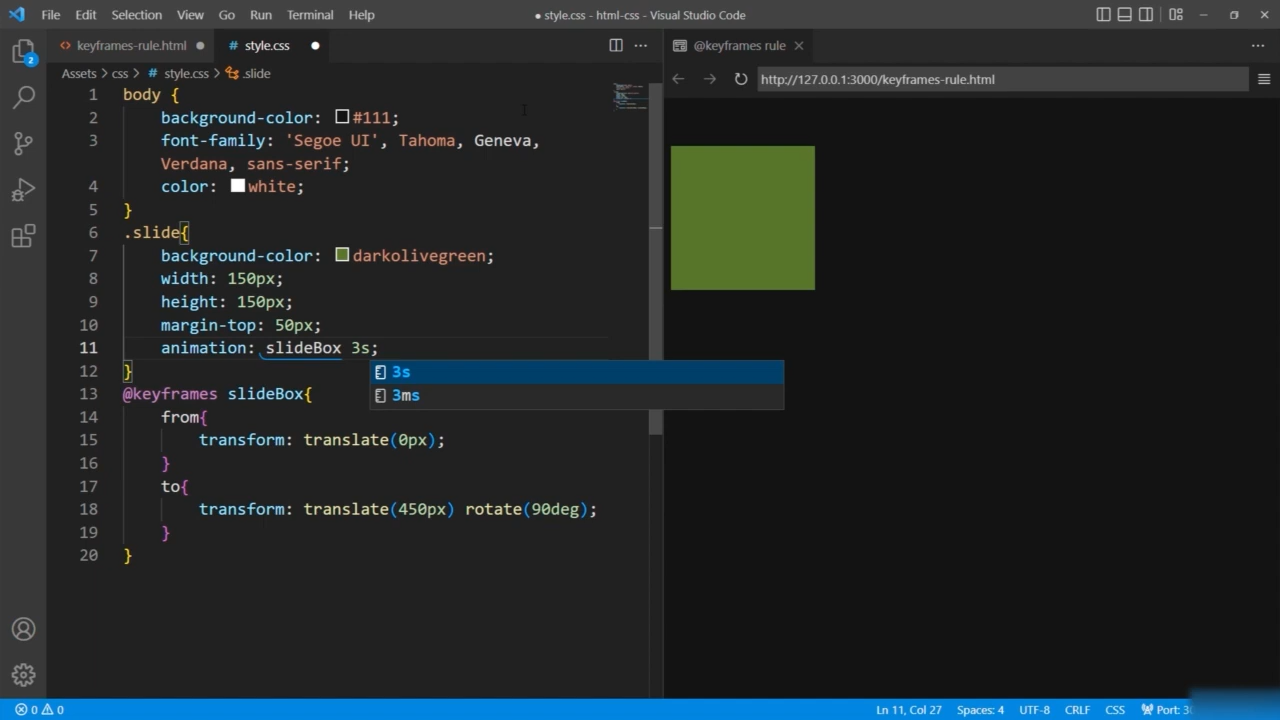 File Edit Selection View Go Run Terminal Help
● style.css - html-css - Visual Studio Code
keyframes-rule.html ●
# style.css ●
@keyframes rule
Assets > css > # style.css > .slide
http://127.0.0.1:3000/keyframes-rule.html
2
1 body {
2 background-color: #111;
3 font-family: 'Segoe UI', Tahoma, Geneva,
Verdana, sans-serif;
4 color: white;
5 }
6 .slide{
7 background-color: darkolivegreen;
8 width: 150px;
9 height: 150px;
10 margin-top: 50px;
11 animation: slideBox 3s;
12 }
3s
3ms
13 @keyframes slideBox{
14 from{
15 transform: translate(0px);
16 }
17 to{
18 transform: translate(450px) rotate(90deg);
19 }
20 }
0 0
Ln 11, Col 27 Spaces: 4 UTF-8 CRLF CSS Port: